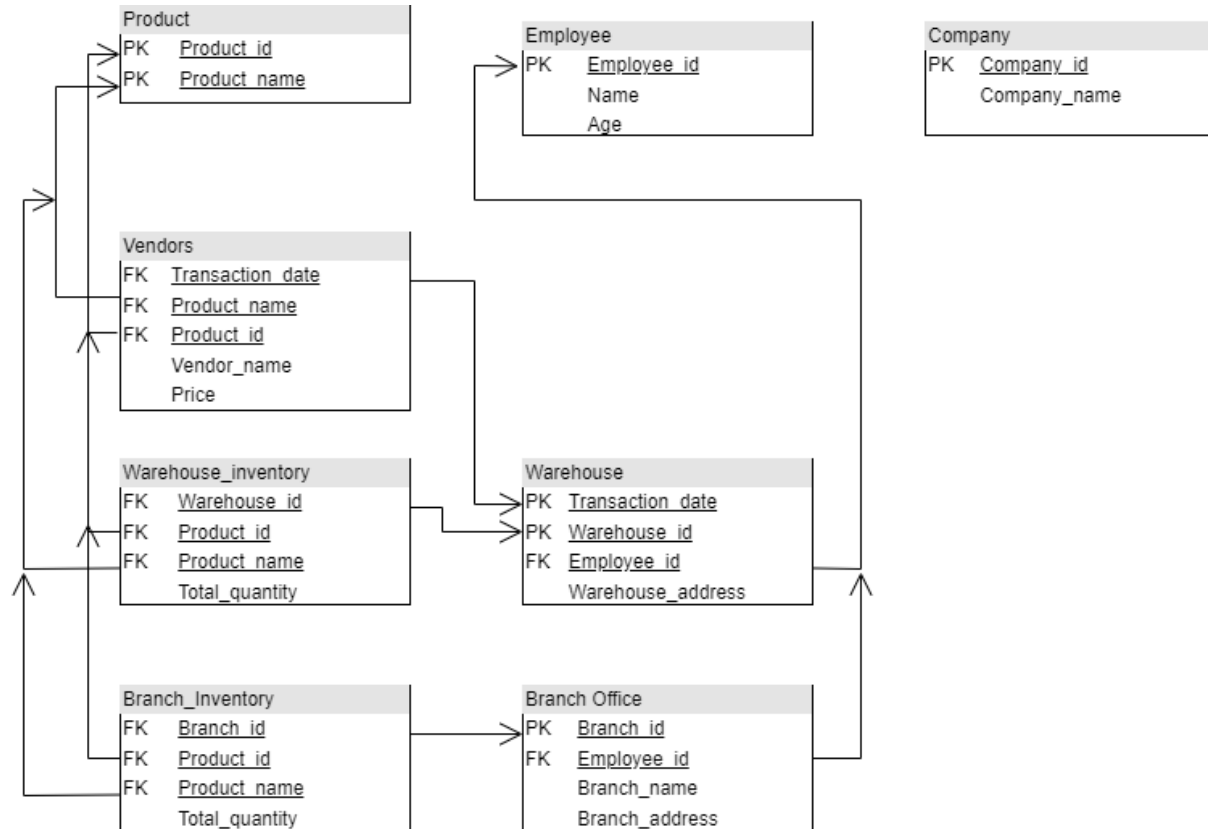 Product
PK Product_id
PK Product_name
Employee
PK Employee_id
Name
Age
Company
PK Company_id
Company_name
Vendors
FK Transaction_date
FK Product_name
FK Product_id
Vendor_name
Price
Warehouse_inventory
FK Warehouse_id
FK Product_id
FK Product_name
Total_quantity
Warehouse
PK Transaction_date
PK Warehouse_id
FK Employee_id
Warehouse_address
Branch_Inventory
FK Branch_id
FK Product_id
FK Product_name
Total_quantity
Branch Office
PK Branch_id
FK Employee_id
Branch_name
Branch_address